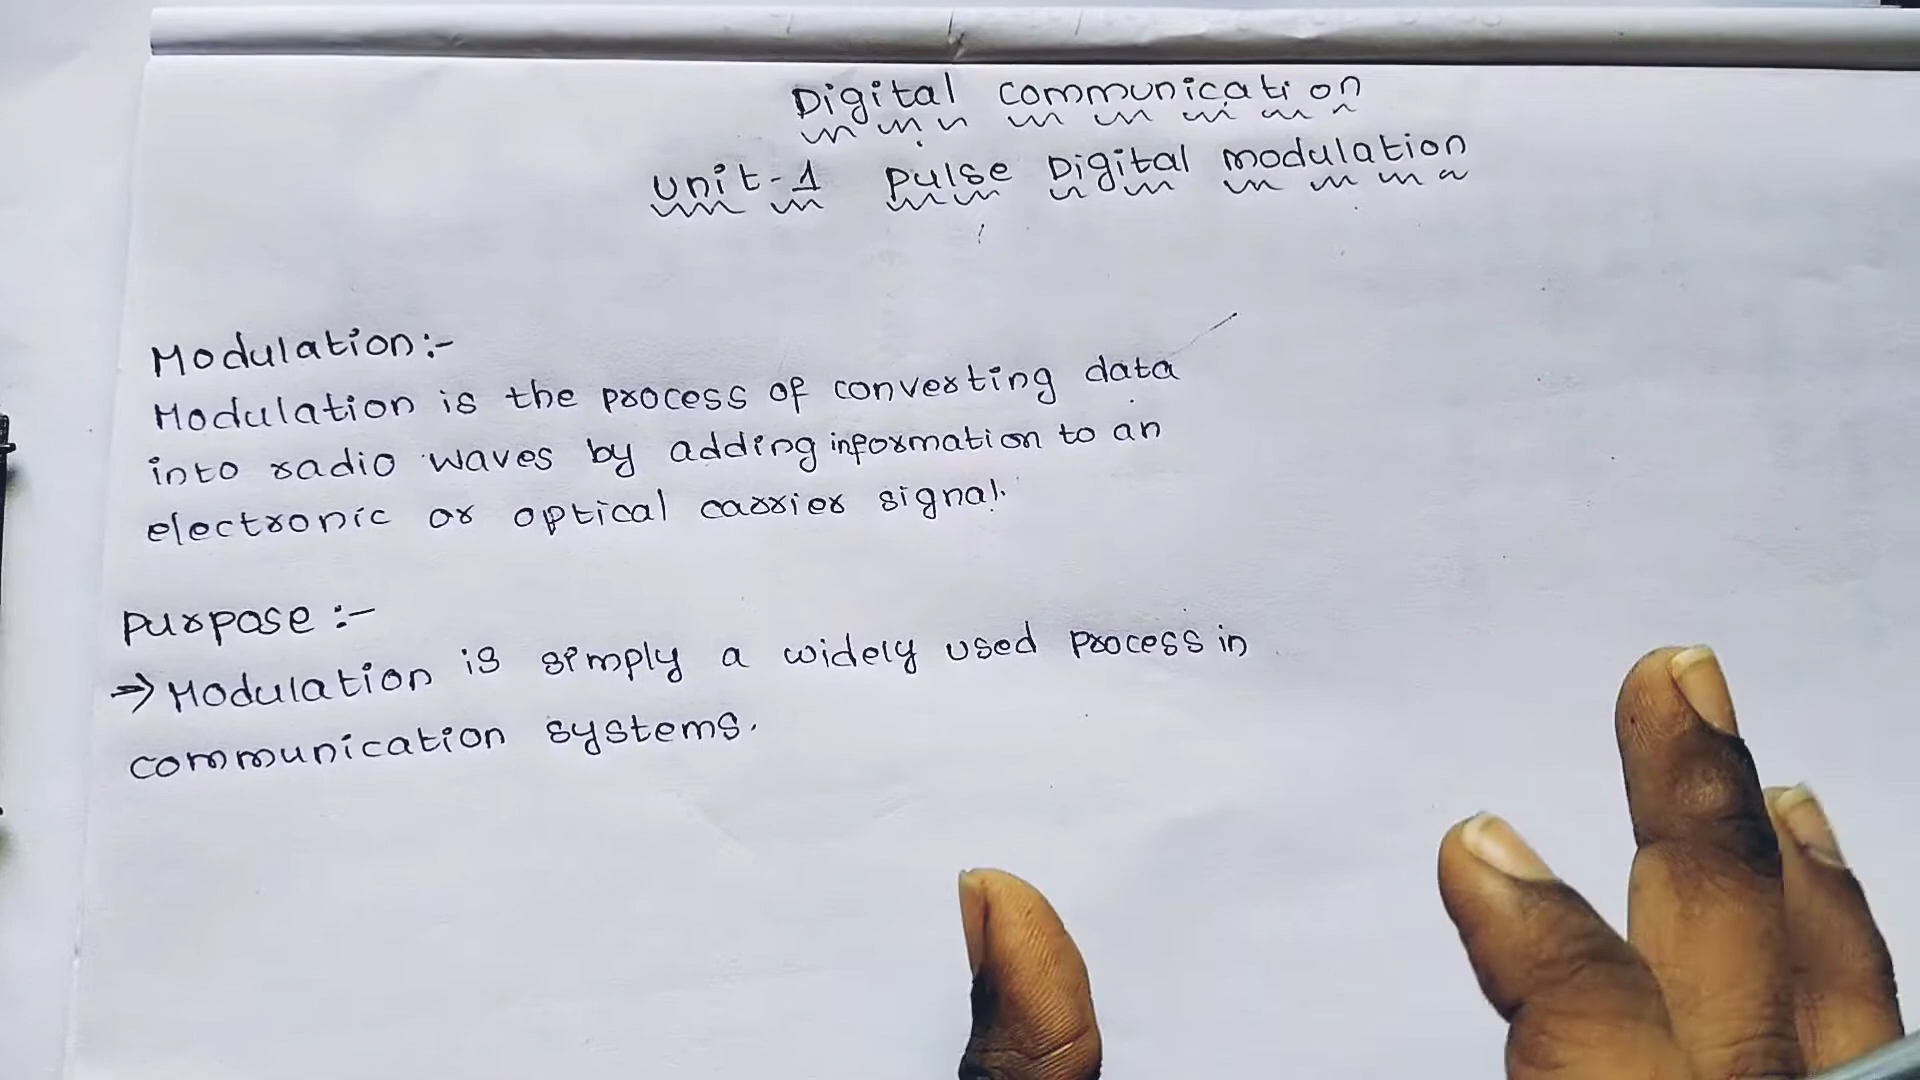 Digital communication
Unit-1 Pulse Digital modulation
Modulation:-
Modulation is the process of converting data
into radio waves by adding information to an
electronic or optical carrier signal.
Purpose :-
⇒ Modulation is simply a widely used process in
communication systems.